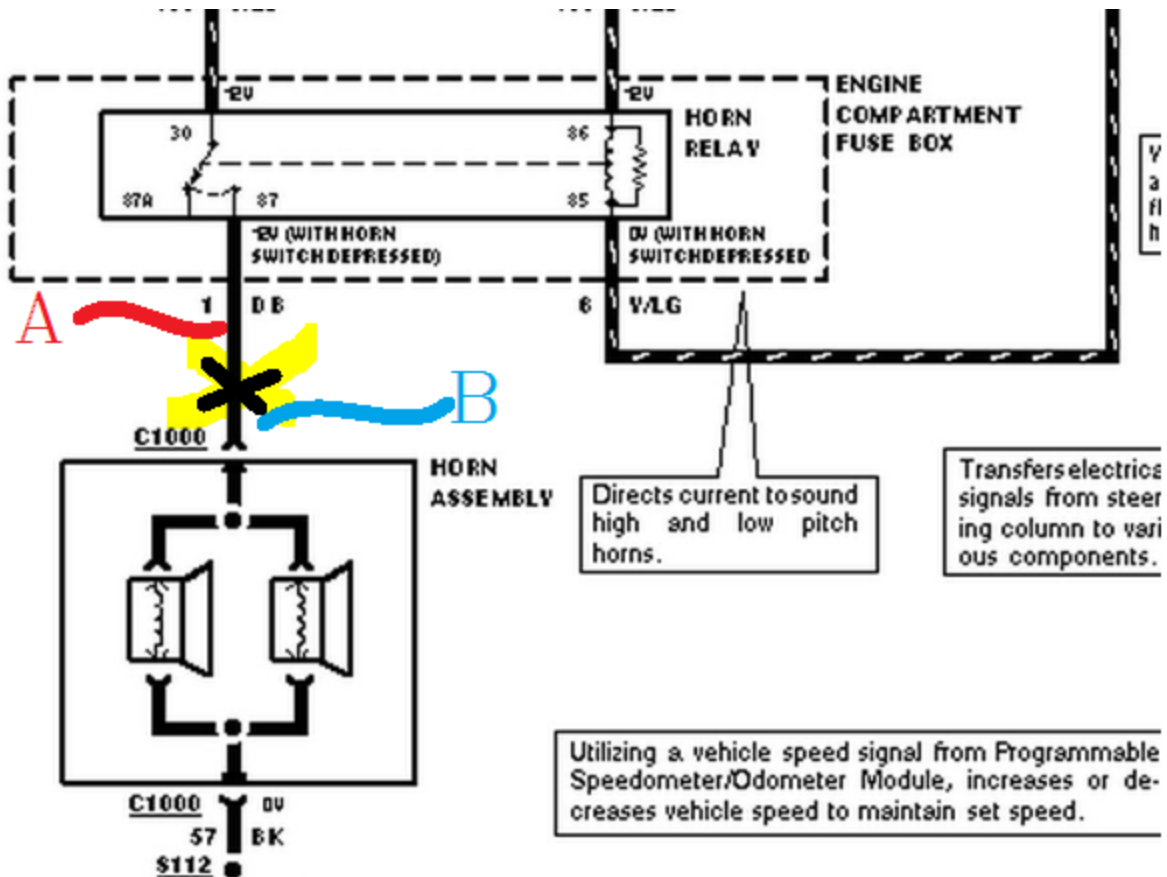 12V
12V
ENGINE
COMPARTMENT
FUSE BOX
HORN
RELAY
30
86
87A
87
85
12V (WITH HORN
SWITCH DEPRESSED)
0V (WITH HORN
SWITCH DEPRESSED
1 DB
6 Y/LG
A
B
C1000
HORN
ASSEMBLY
Directs current to sound
high and low pitch
horns.
Transfers electrica
signals from steer
ing column to vari
ous components.
Utilizing a vehicle speed signal from Programmable
Speedometer/Odometer Module, increases or de-
creases vehicle speed to maintain set speed.
C1000 0V
57 BK
S112